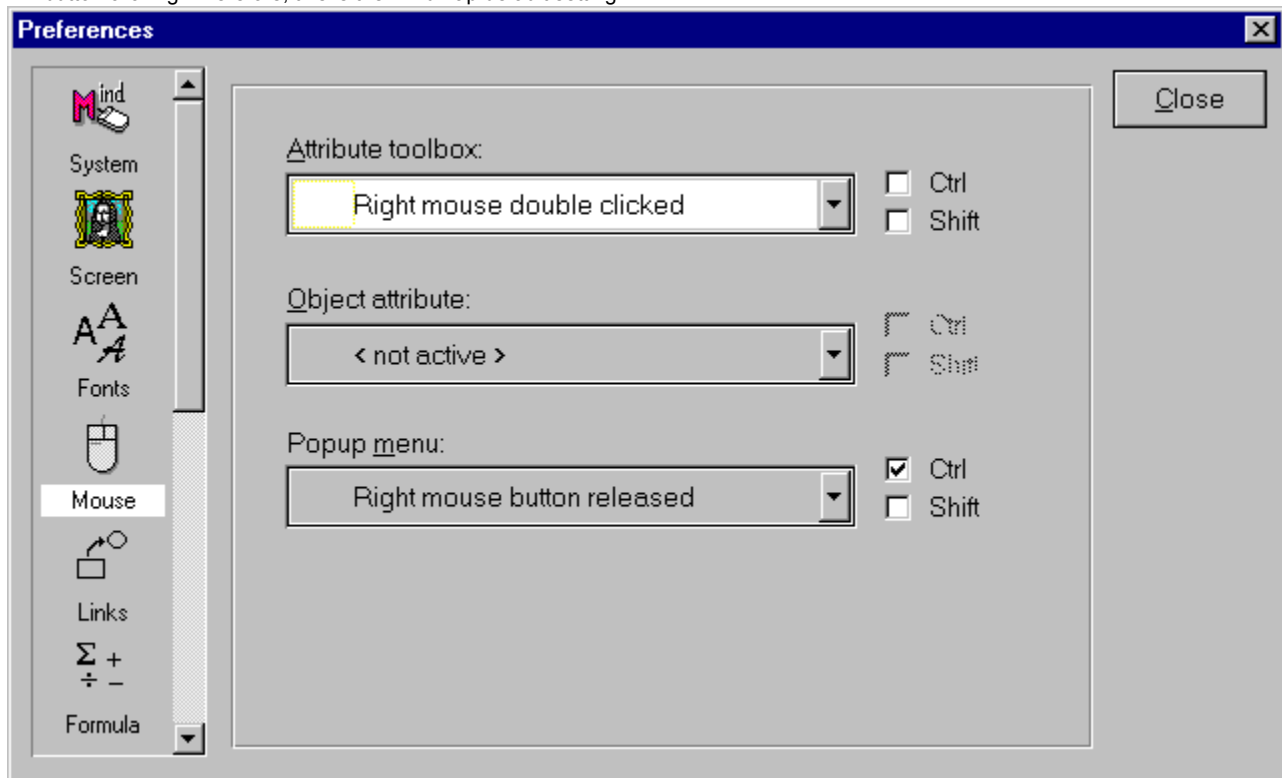 Preferences
Mind
System
Screen
AAA
Fonts
Mouse
Links
Σ +
÷ −
Formula
Attribute toolbox:
Right mouse double clicked
Ctrl
Shift
Object attribute:
< not active >
Ctrl
Shift
Popup menu:
Right mouse button released
Ctrl
Shift
Close